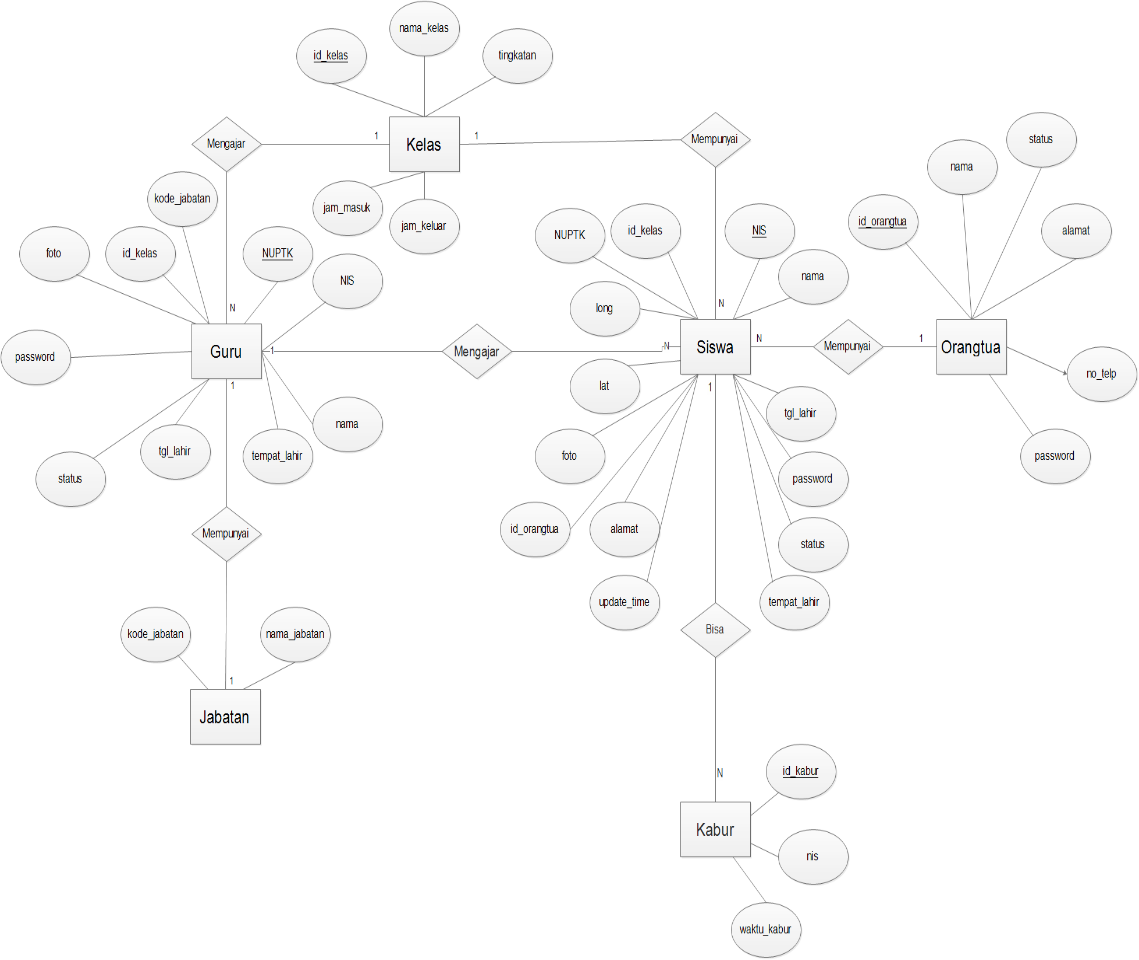 nama_kelas
id_kelas
tingkatan
1
Kelas
1
Mengajar
Mempunyai
jam_masuk
jam_keluar
kode_jabatan
foto
id_kelas
NUPTK
NIS
NUPTK
id_kelas
NIS
nama
long
id_orangtua
nama
status
alamat
N
N
password
Guru
1
Mengajar
N
Siswa
N
Mempunyai
1
Orangtua
no_telp
1
1
lat
tgl_lahir
nama
status
tgl_lahir
tempat_lahir
foto
password
password
id_orangtua
alamat
status
Mempunyai
update_time
tempat_lahir
kode_jabatan
nama_jabatan
Bisa
1
Jabatan
N
id_kabur
Kabur
nis
waktu_kabur